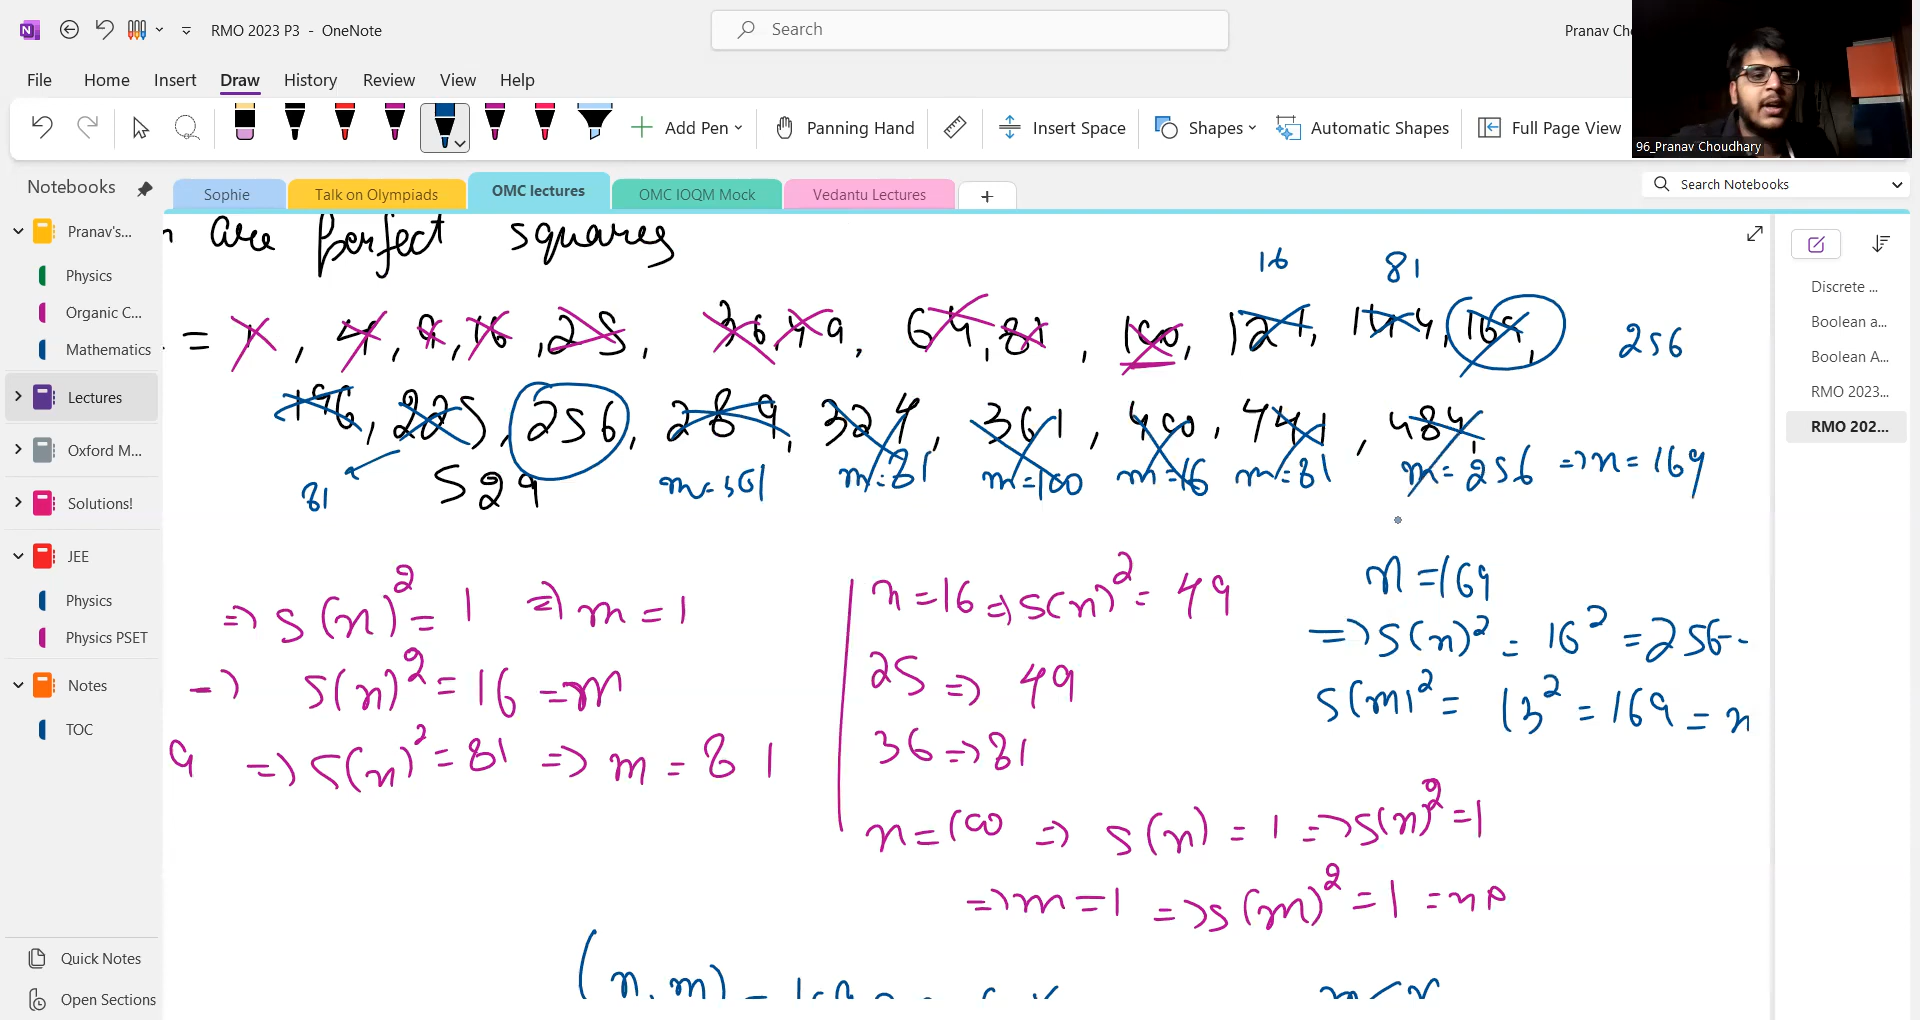 RMO 2023 P3 - OneNote
Search
Pranav Ch
File Home Insert Draw History Review View Help
Add Pen
Panning Hand
Insert Space
Shapes
Automatic Shapes
Full Page View
96_Pranav Choudhary
Notebooks
Sophie
Talk on Olympiads
OMC lectures
OMC IOQM Mock
Vedantu Lectures
+
Search Notebooks
Pranav's...
Physics
Organic C...
Mathematics
Lectures
Oxford M...
Solutions!
JEE
Physics
Physics PSET
Notes
TOC
Quick Notes
Open Sections
are Perfect squares
16 81
= 1, 4, 9, 16, 25, 36, 49, 64, 81, 100, 121, 144, 169, 256
196, 225, 256, 289, 324, 361, 400, 441, 484,
81 529 m=81 m=100 m=16 m=81 m=256 => n=169
=> s(n)² = 1 => m = 1
=> s(n)² = 16 = m
9 => s(n)² = 81 => m = 81
n=16 => s(n)² = 49
25 => 49
36 => 81
n=100 => s(n) = 1 => s(n)² = 1
=> m = 1 => s(m)² = 1 =
n=169
=> s(n)² = 16² = 256
s(m)² = 13² = 169 = n
(n, m) =
Discrete ...
Boolean a...
Boolean A...
RMO 2023...
RMO 202...